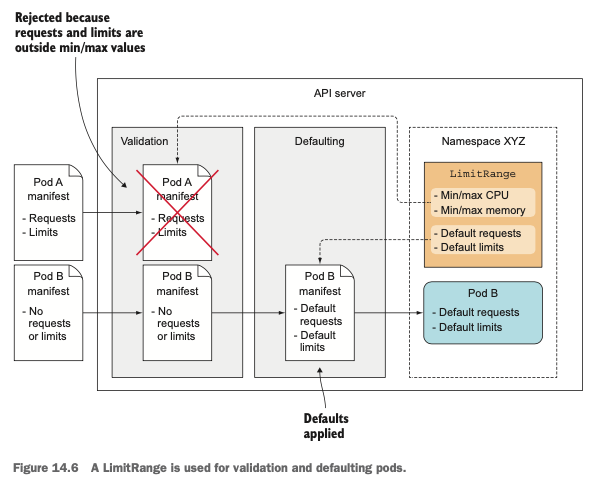 Rejected because
requests and limits are
outside min/max values
API server
Validation
Defaulting
Namespace XYZ
Pod A
manifest
- Requests
- Limits
Pod A
manifest
- Requests
- Limits
LimitRange
- Min/max CPU
- Min/max memory
- Default requests
- Default limits
Pod B
manifest
- No
requests
or limits
Pod B
manifest
- No
requests
or limits
Pod B
manifest
- Default
requests
- Default
limits
Pod B
- Default requests
- Default limits
Defaults
applied
Figure 14.6 A LimitRange is used for validation and defaulting pods.